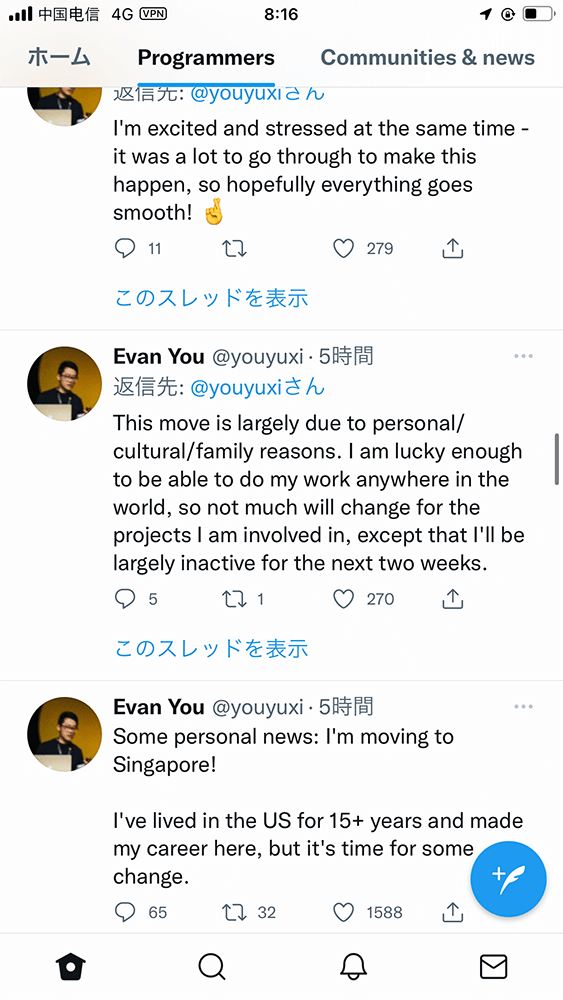 中国电信 4G VPN 8:16
ホーム Programmers Communities & news
返信先: @youyuxiさん
I'm excited and stressed at the same time -
it was a lot to go through to make this
happen, so hopefully everything goes
smooth! 🤞
11 279
このスレッドを表示
Evan You @youyuxi · 5時間
返信先: @youyuxiさん
This move is largely due to personal/
cultural/family reasons. I am lucky enough
to be able to do my work anywhere in the
world, so not much will change for the
projects I am involved in, except that I'll be
largely inactive for the next two weeks.
5 1 270
このスレッドを表示
Evan You @youyuxi · 5時間
Some personal news: I'm moving to
Singapore!
I've lived in the US for 15+ years and made
my career here, but it's time for some
change.
65 32 1588